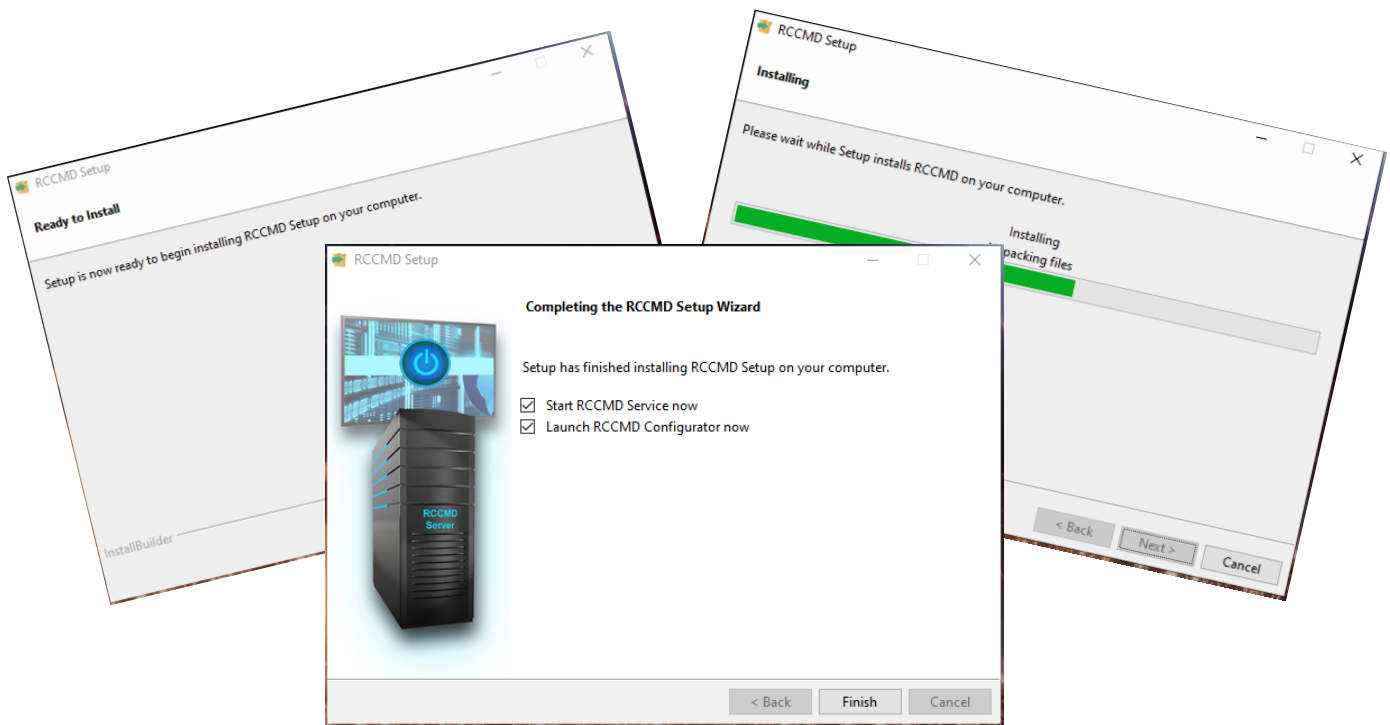 RCCMD Setup
Ready to Install
Setup is now ready to begin installing RCCMD Setup on your computer.
InstallBuilder
RCCMD Setup
Installing
Please wait while Setup installs RCCMD on your computer.
Installing
packing files
< Back
Next >
Cancel
RCCMD Setup
Completing the RCCMD Setup Wizard
Setup has finished installing RCCMD Setup on your computer.
Start RCCMD Service now
Launch RCCMD Configurator now
RCCMD
Server
< Back
Finish
Cancel